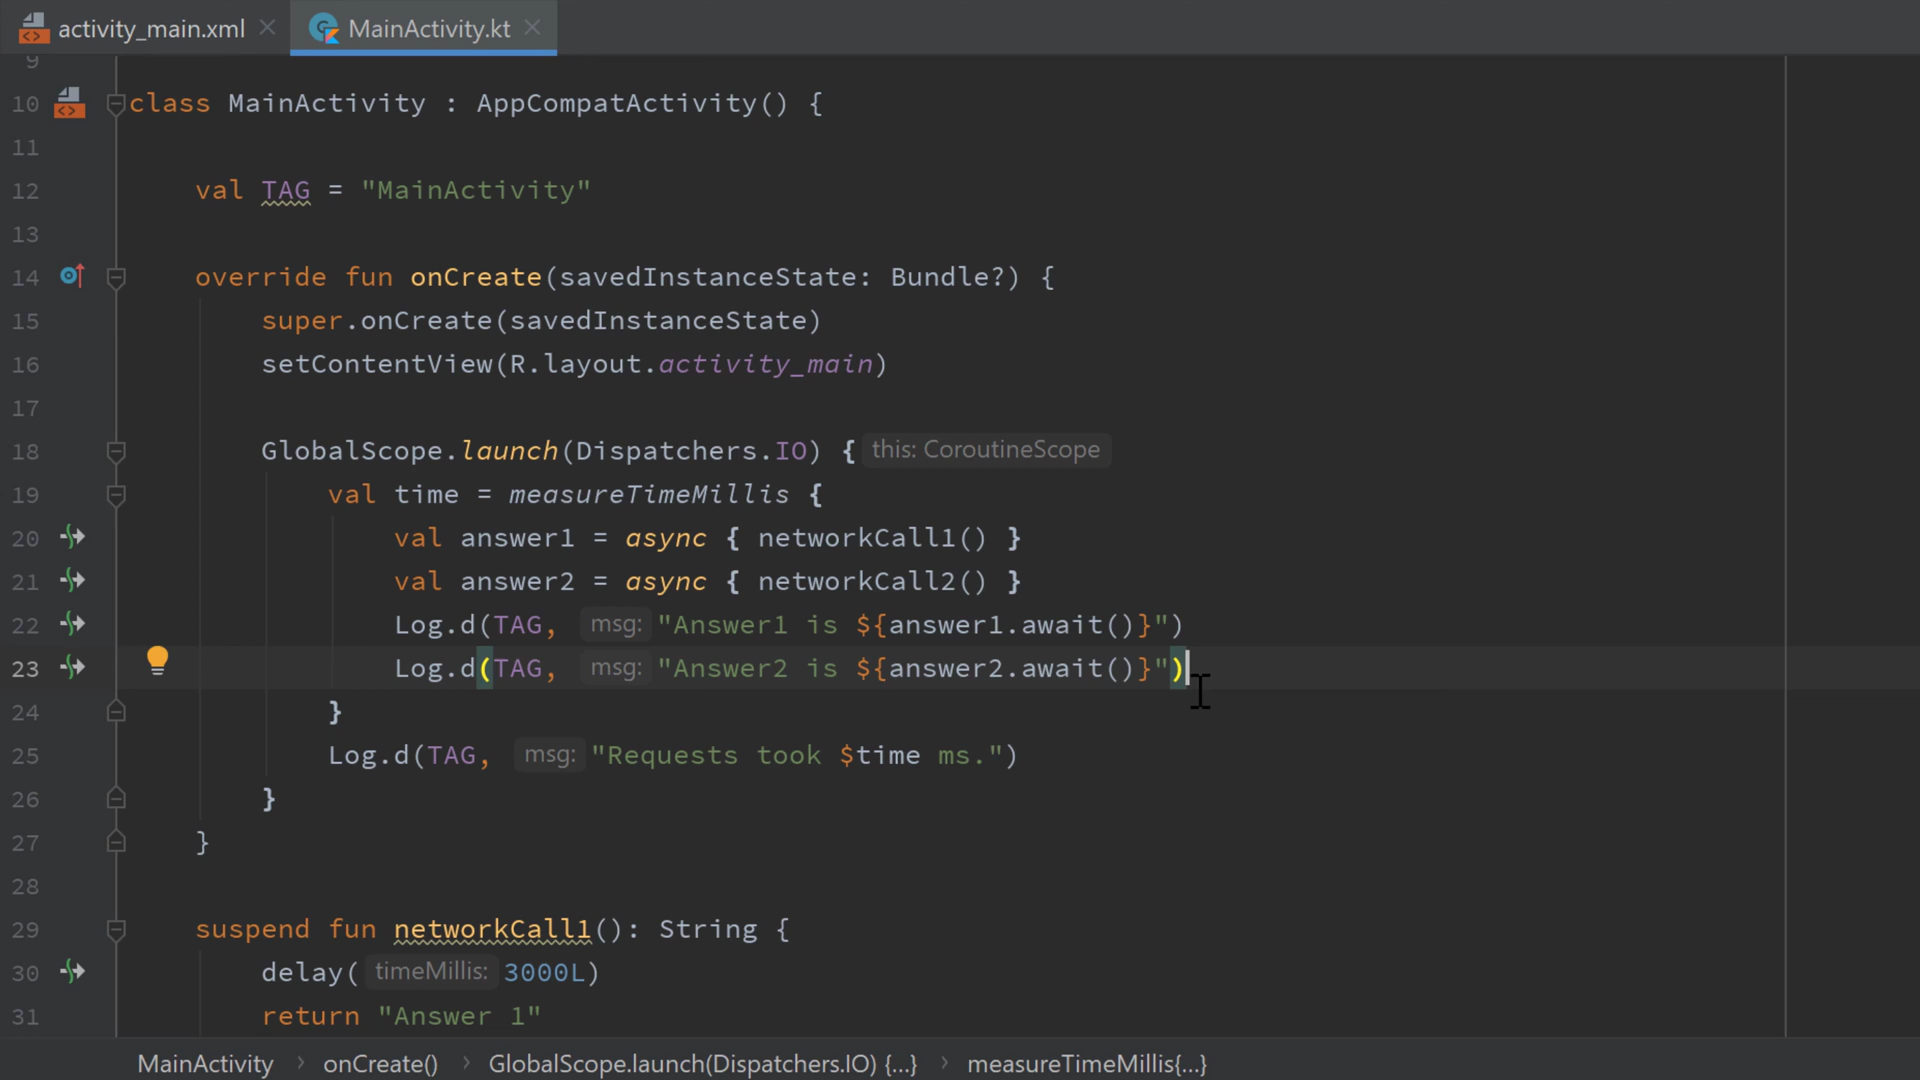 activity_main.xml MainActivity.kt
9
10 class MainActivity : AppCompatActivity() {
11
12 val TAG = "MainActivity"
13
14 override fun onCreate(savedInstanceState: Bundle?) {
15 super.onCreate(savedInstanceState)
16 setContentView(R.layout.activity_main)
17
18 GlobalScope.launch(Dispatchers.IO) { this: CoroutineScope
19 val time = measureTimeMillis {
20 val answer1 = async { networkCall1() }
21 val answer2 = async { networkCall2() }
22 Log.d(TAG, msg: "Answer1 is ${answer1.await()}")
23 Log.d(TAG, msg: "Answer2 is ${answer2.await()}")
24 }
25 Log.d(TAG, msg: "Requests took $time ms.")
26 }
27 }
28
29 suspend fun networkCall1(): String {
30 delay( timeMillis: 3000L)
31 return "Answer 1"
MainActivity › onCreate() › GlobalScope.launch(Dispatchers.IO) {...} › measureTimeMillis{...}